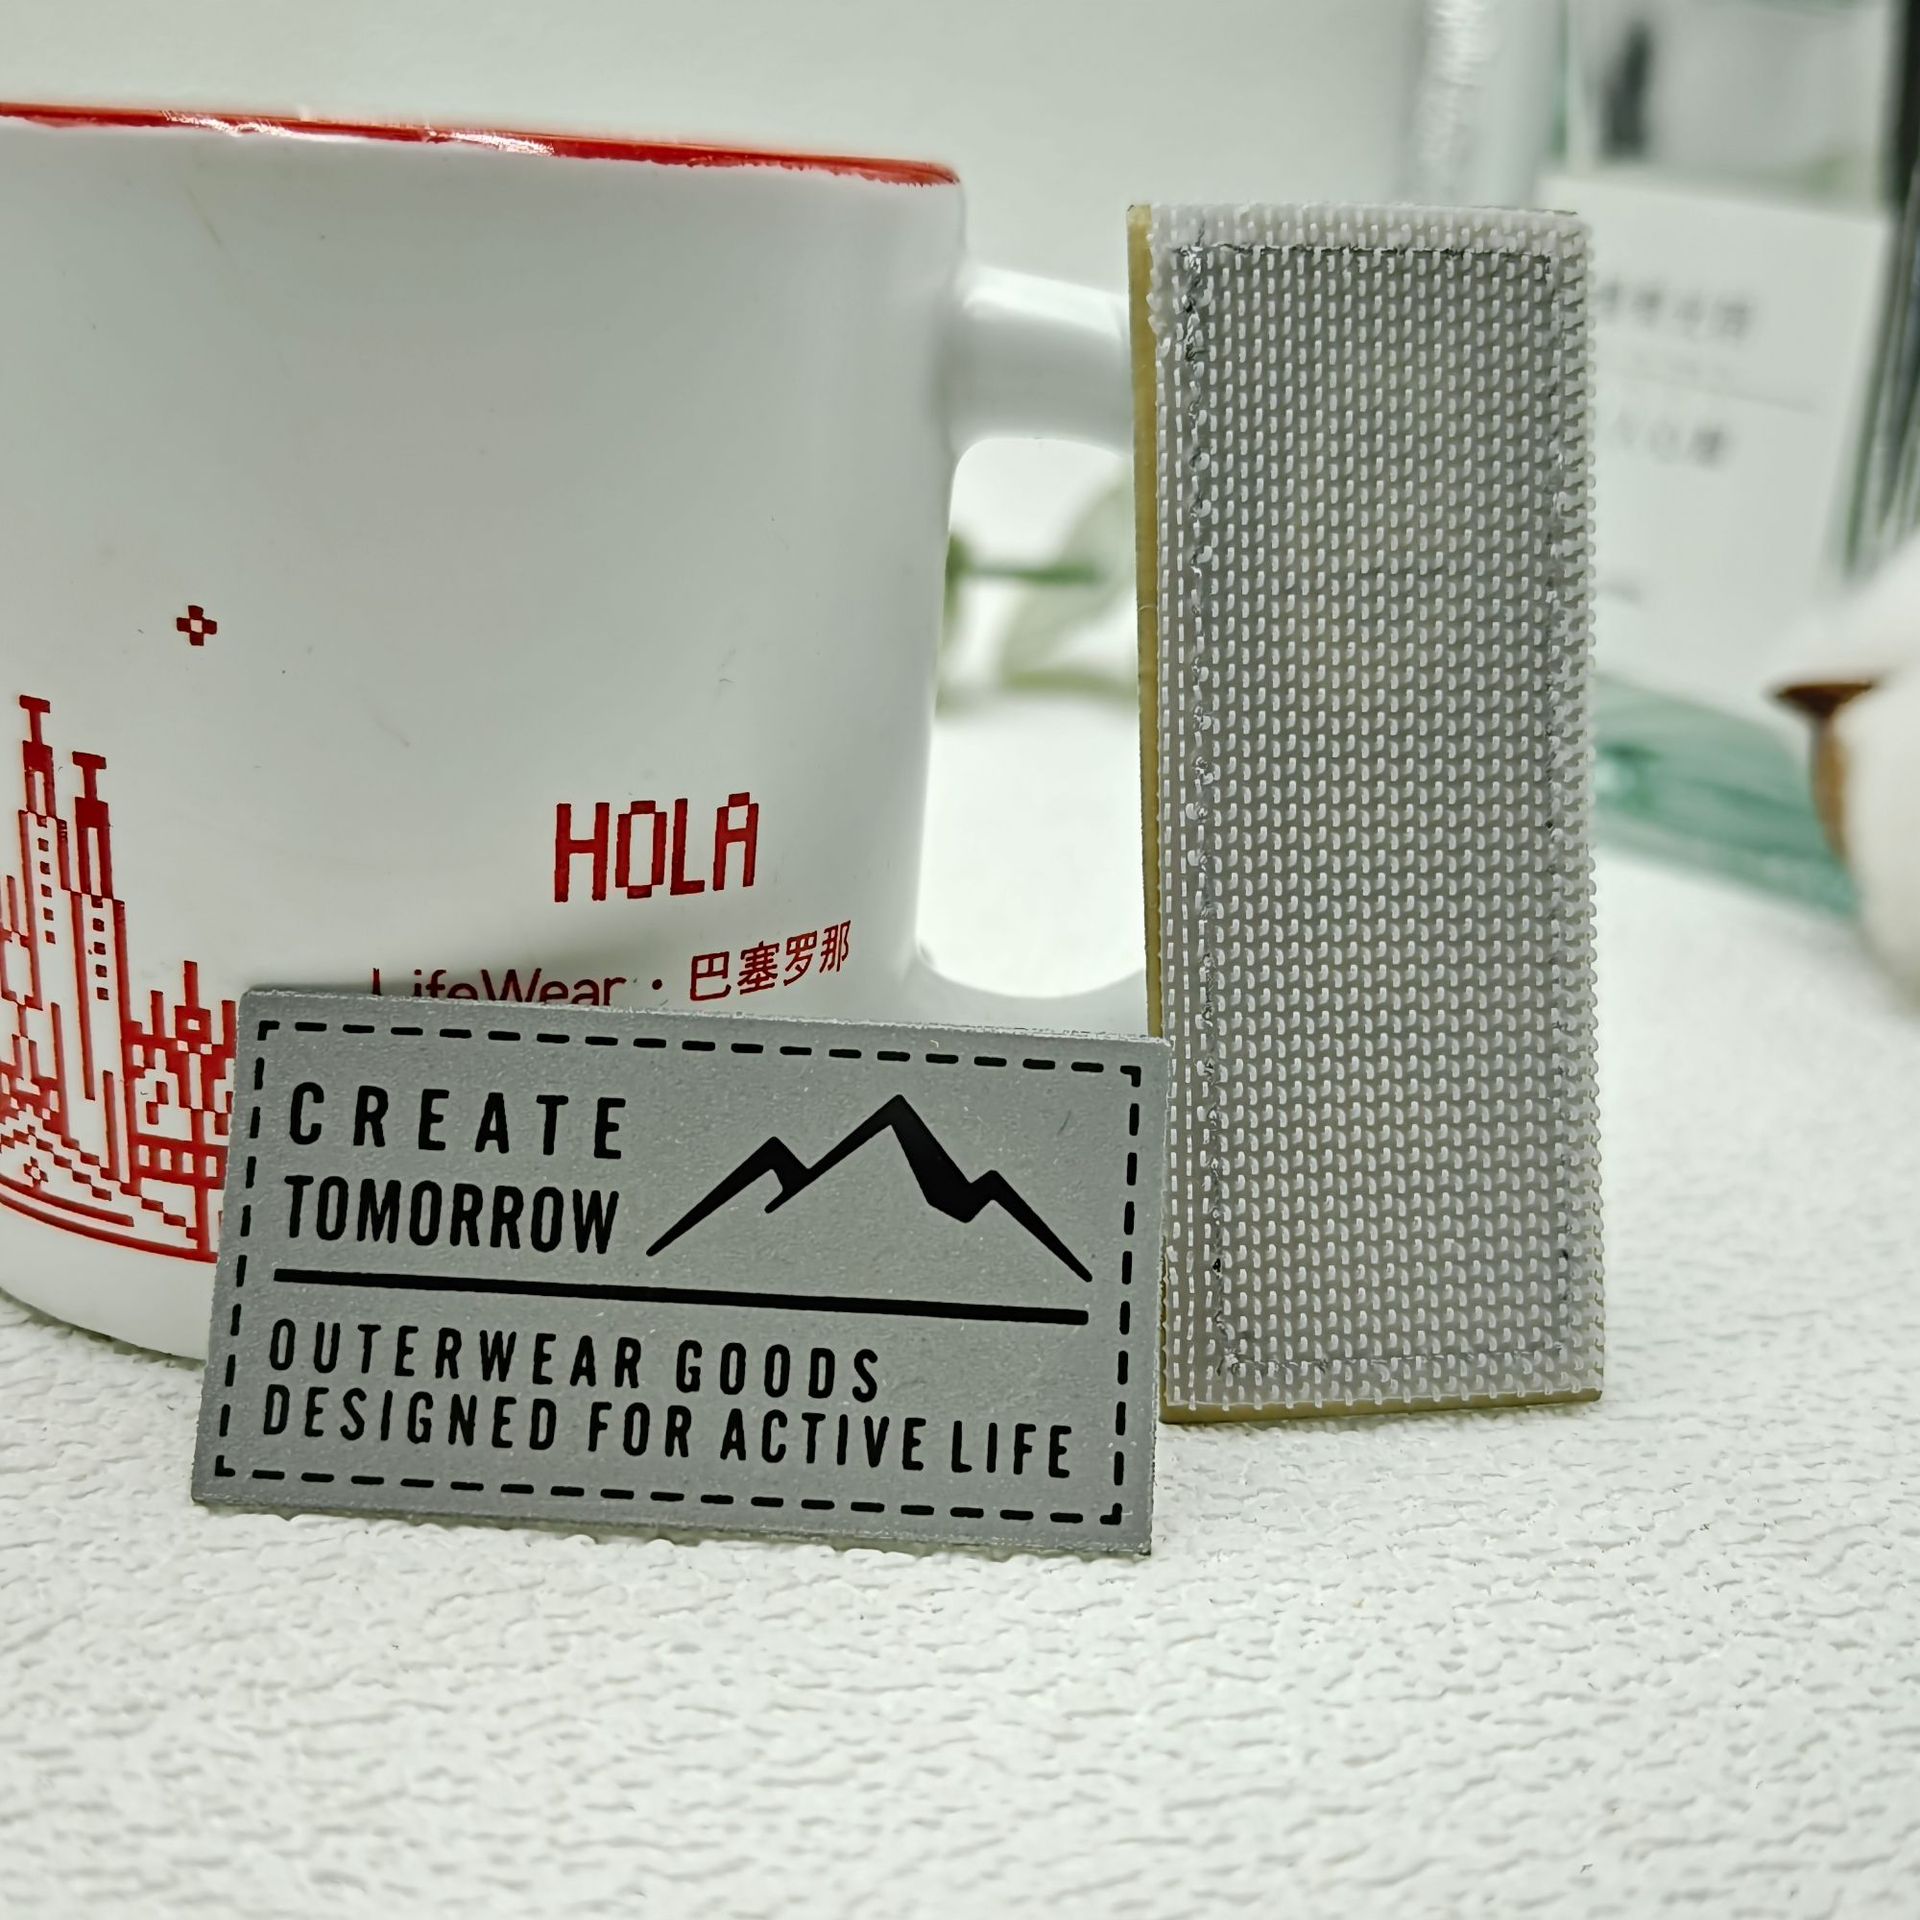 HOLA
LifeWear · 巴塞罗那
CREATE
TOMORROW
OUTERWEAR GOODS
DESIGNED FOR ACTIVE LIFE